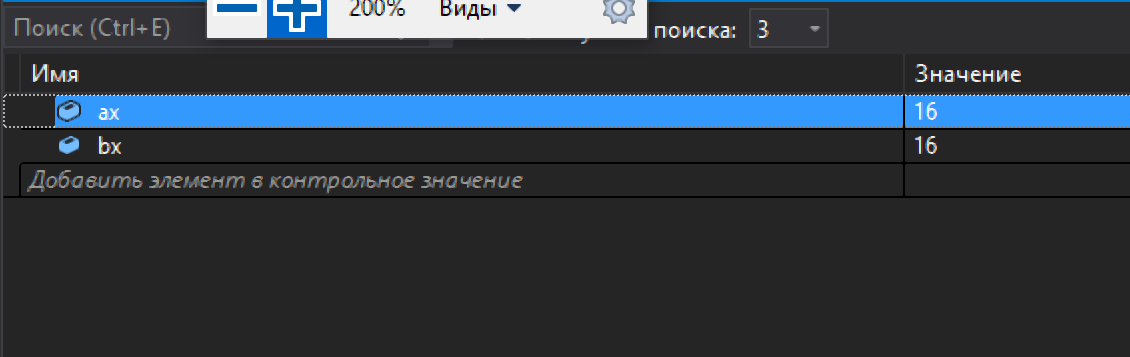 200% Виды
Поиск (Ctrl+E) поиска: 3
Имя Значение
ax 16
bx 16
Добавить элемент в контрольное значение